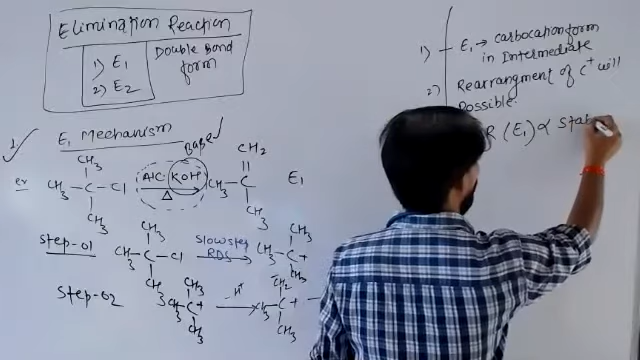 Elimination Reaction
1) E1
2) E2
Double Bond
form
E1 Mechanism
Base
ex
CH3
CH3-C-Cl
CH3
Alc. KOH
Δ
CH2
CH3-C
CH3
E1
Step-01
CH3
CH3-C-Cl
CH3
Slow step
RDS
CH3
CH3-C+
CH3
Step-02
CH3
CH3-C+
CH3
-H+
CH2
CH3-C+
CH3
1) E1 → carbocation form
in Intermediate
2) Rearrangment of C+ will
Possible.
R (E1) ∝ Stab